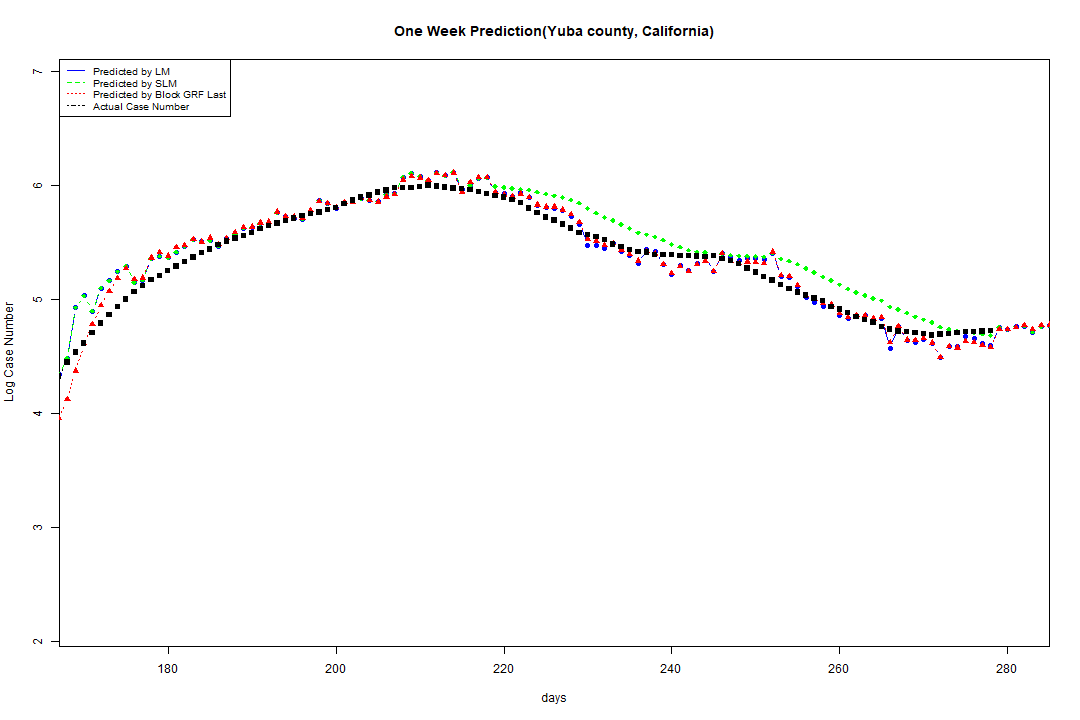 One Week Prediction(Yuba county, California)
Predicted by LM
Predicted by SLM
Predicted by Block GRF Last
Actual Case Number
7
6
5
4
3
2
Log Case Number
180 200 220 240 260 280
days